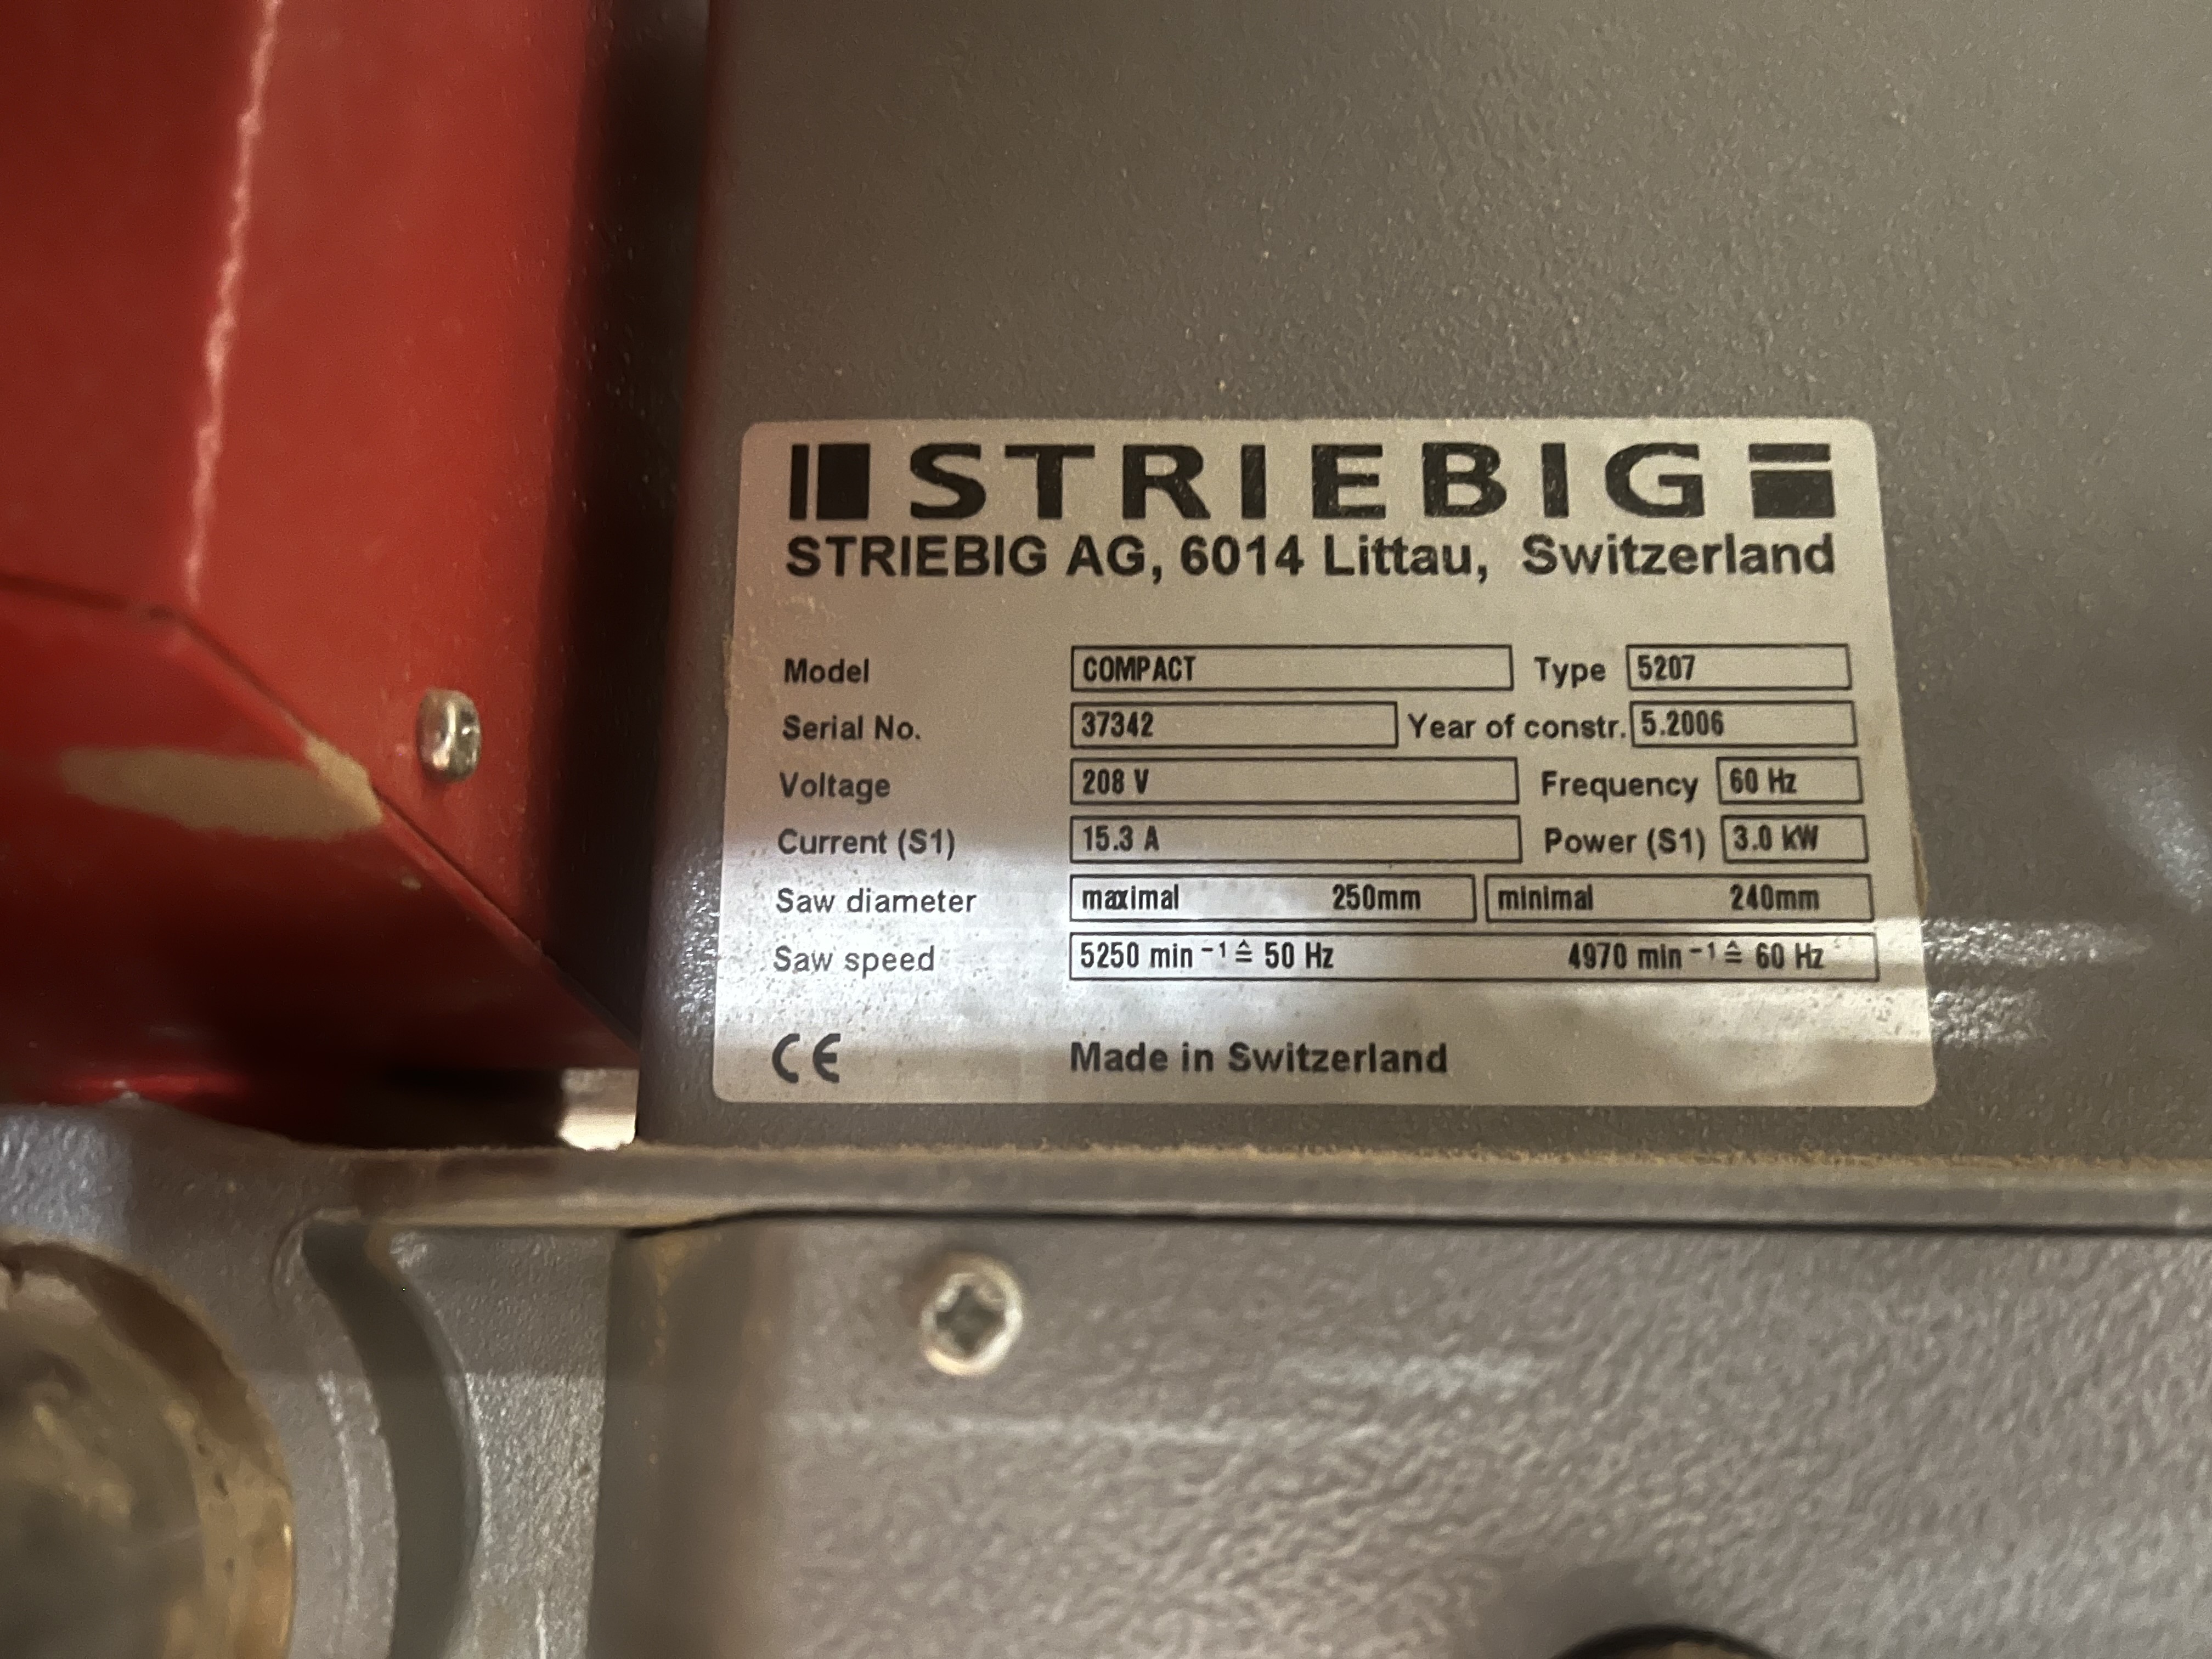 STRIEBIG
STRIEBIG AG, 6014 Littau, Switzerland
Model COMPACT Type 5207
Serial No. 37342 Year of constr. 5.2006
Voltage 208 V Frequency 60 Hz
Current (S1) 15.3 A Power (S1) 3.0 kW
Saw diameter maximal 250mm minimal 240mm
Saw speed 5250 min⁻¹ ≙ 50 Hz 4970 min⁻¹ ≙ 60 Hz
CE Made in Switzerland